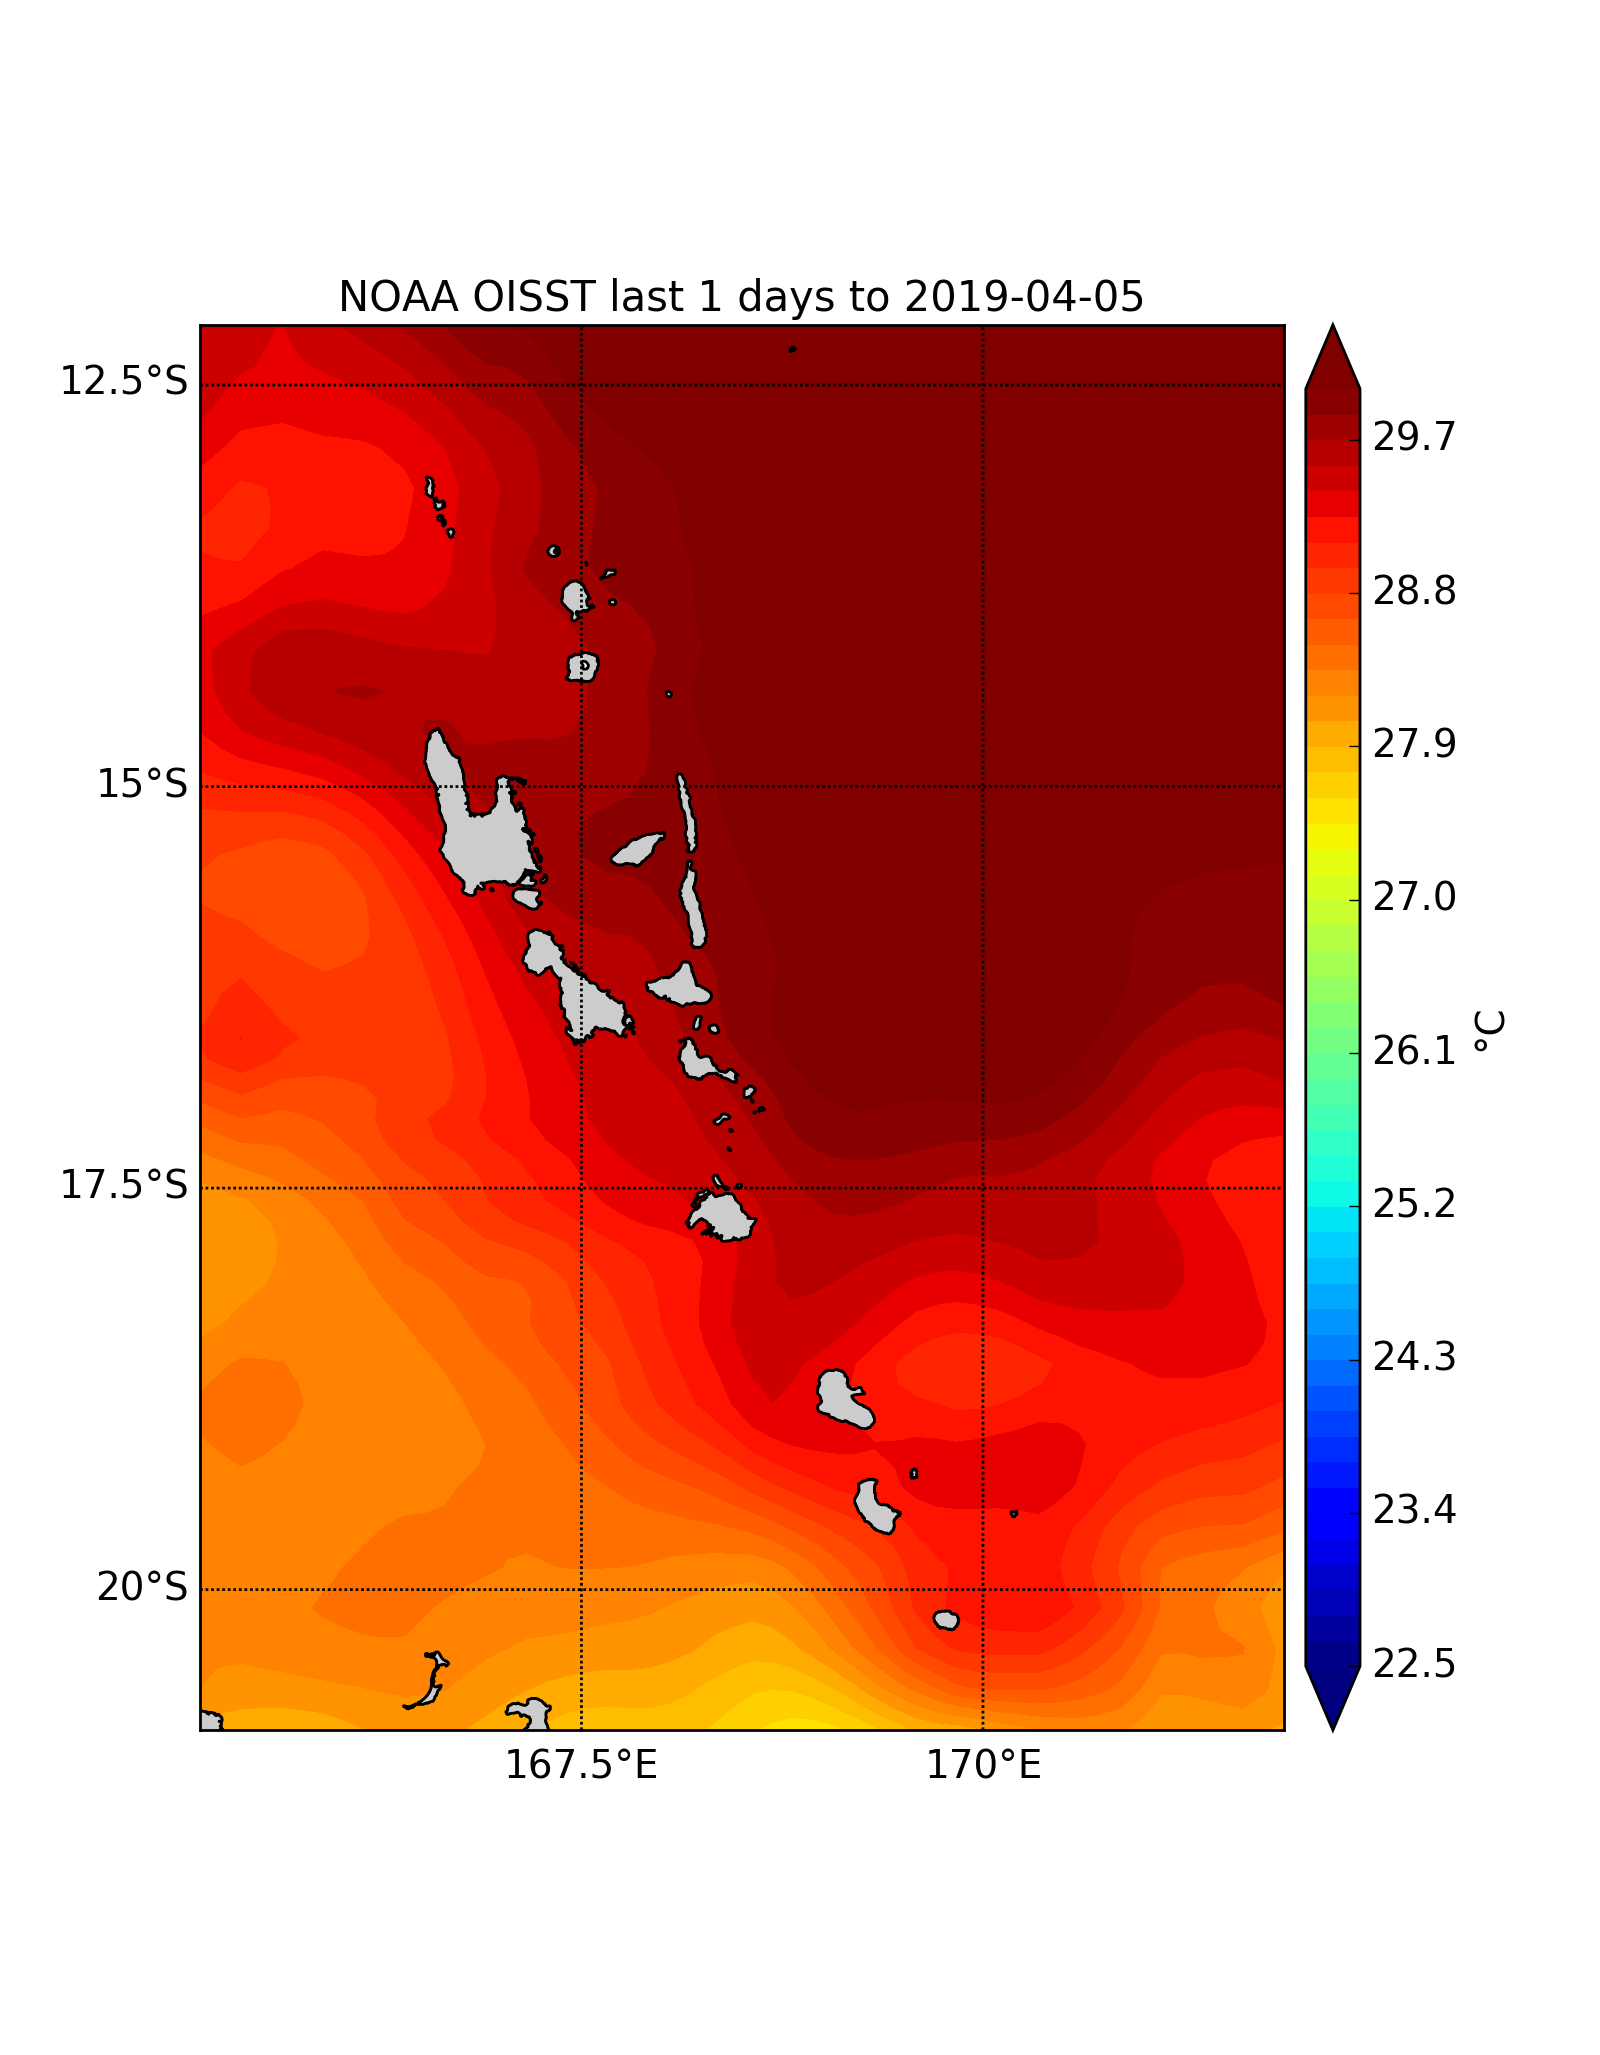 NOAA OISST last 1 days to 2019-04-05
12.5°S
15°S
17.5°S
20°S
167.5°E
170°E
29.7
28.8
27.9
27.0
26.1
25.2
24.3
23.4
22.5
°C